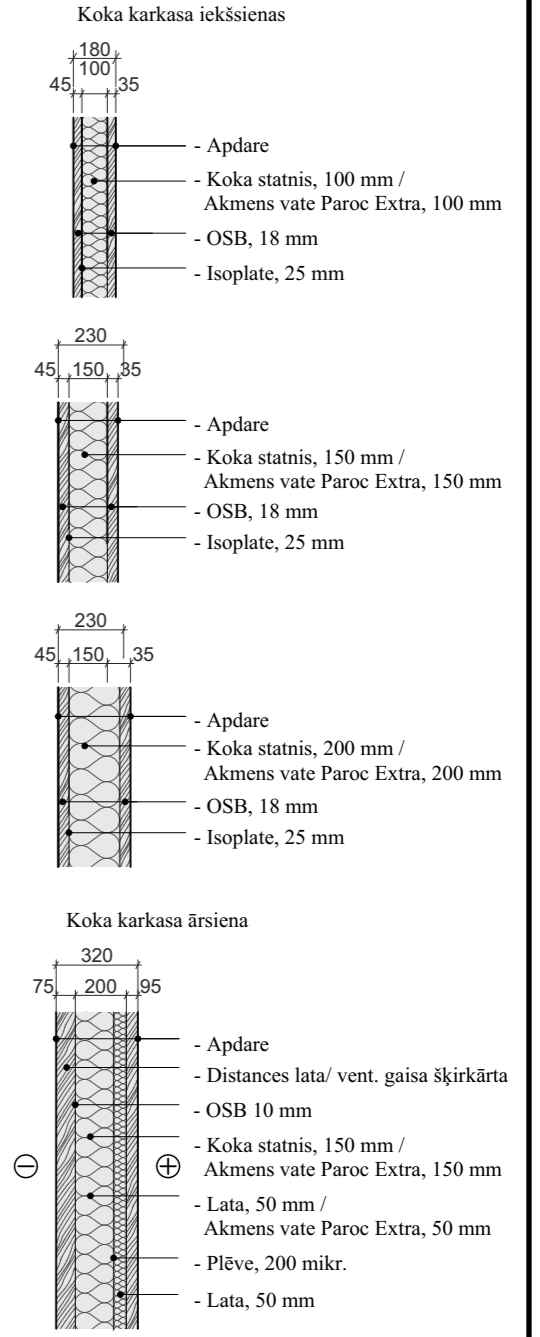 Koka karkasa iekšsienas
180
100
45 35
- Apdare
- Koka statnis, 100 mm /
Akmens vate Paroc Extra, 100 mm
- OSB, 18 mm
- Isoplate, 25 mm
230
45 150 35
- Apdare
- Koka statnis, 150 mm /
Akmens vate Paroc Extra, 150 mm
- OSB, 18 mm
- Isoplate, 25 mm
230
45 150 35
- Apdare
- Koka statnis, 200 mm /
Akmens vate Paroc Extra, 200 mm
- OSB, 18 mm
- Isoplate, 25 mm
Koka karkasa ārsiena
320
75 200 95
- Apdare
- Distances lata/ vent. gaisa šķirkārta
- OSB 10 mm
- Koka statnis, 150 mm /
Akmens vate Paroc Extra, 150 mm
- Lata, 50 mm /
Akmens vate Paroc Extra, 50 mm
- Plēve, 200 mikr.
- Lata, 50 mm